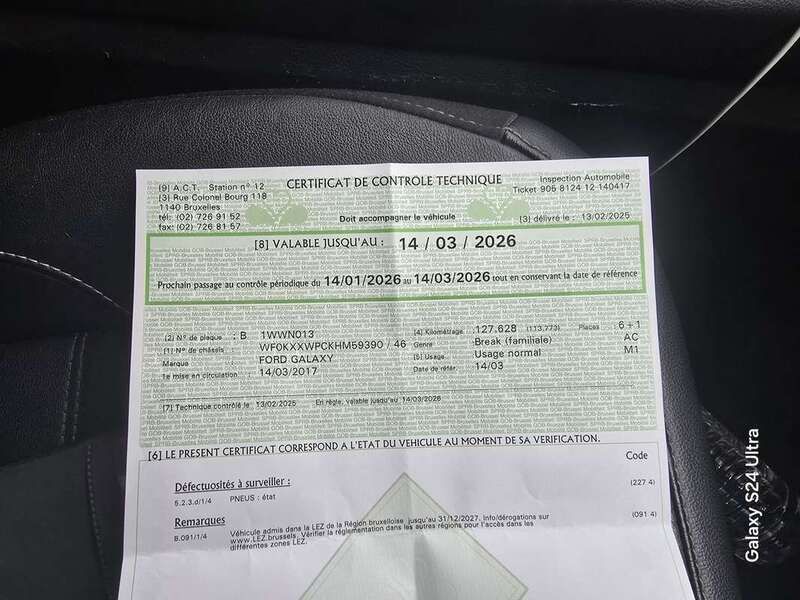 [9] A.C.T. Station n° 12
CERTIFICAT DE CONTRÔLE TECHNIQUE
Inspection Automobile
[3] Rue Colonel Bourg 118
Ticket 905 8124 12 140417
1140 Bruxelles
tél: (02) 726 91 52
Doit accompagner le véhicule
[3] délivré le : 13/02/2025
fax: (02) 726 81 57
[8] VALABLE JUSQU'AU : 14 / 03 / 2026
Prochain passage au contrôle périodique du 14/01/2026 au 14/03/2026 tout en conservant la date de référence
[2] N° de plaque : B 1WWN013
[4] Kilométrage : 127.628 (113.773) Places 6+1
[1] N° de châssis WF0KXXWPCKHM59390 / 46
Genre Break (familiale) AC
Marque FORD GALAXY
[5] Usage Usage normal M1
1e mise en circulation : 14/03/2017
Date de référ. 14/03
[7] Technique contrôlé le : 13/02/2025 En règle, valable jusqu'au 14/03/2026
[6] LE PRESENT CERTIFICAT CORRESPOND A L'ETAT DU VEHICULE AU MOMENT DE SA VERIFICATION.
Code
Défectuosités à surveiller :
5.2.3.d/1/4 PNEUS : état (227 4)
Remarques
B.091/1/4 Véhicule admis dans la LEZ de la Région bruxelloise jusqu'au 31/12/2027. Info/dérogations sur (091 4)
www.LEZ.brussels. Vérifier la réglementation dans les autres régions pour l'accès dans les
différentes zones LEZ.
Galaxy S24 Ultra